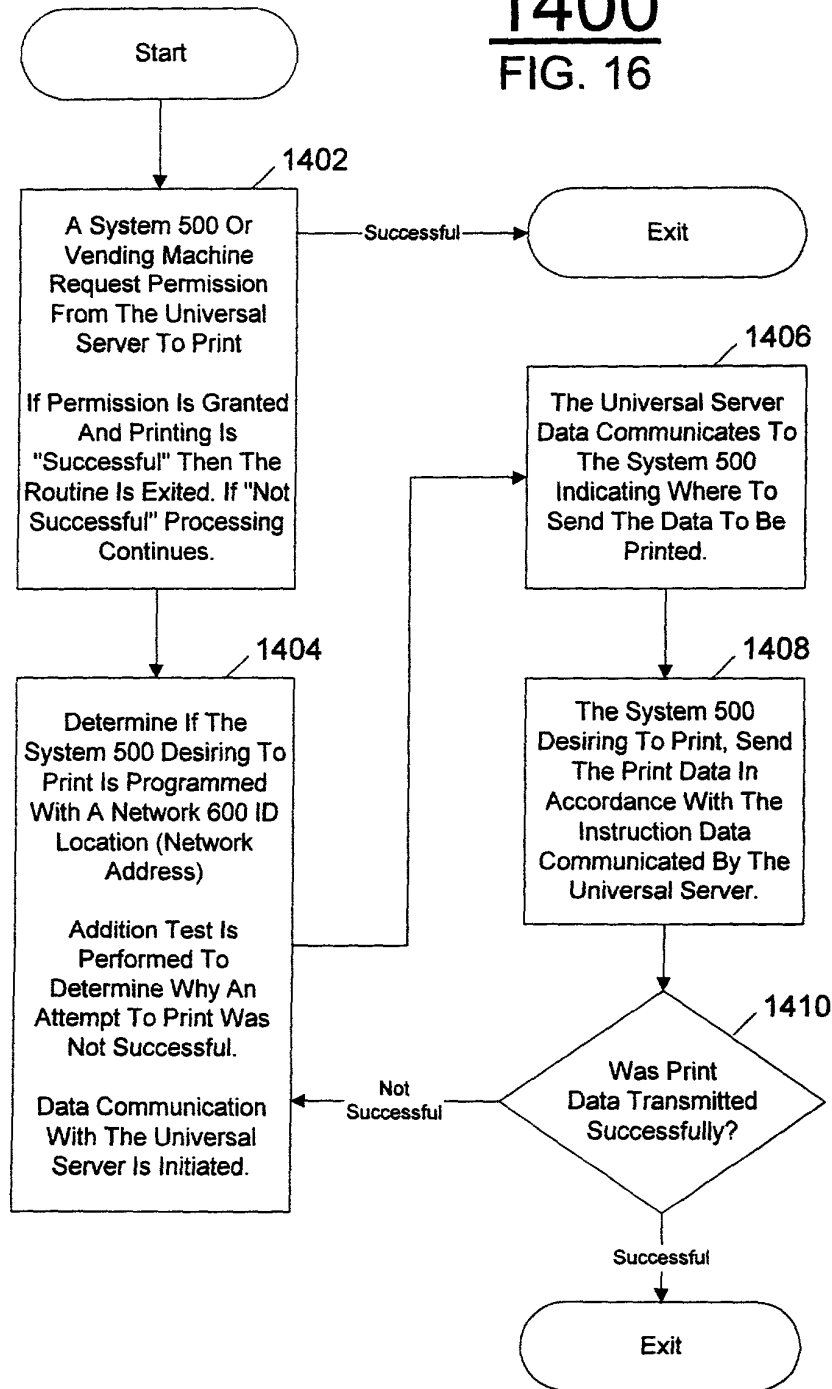 1400
FIG. 16
Start
1402
A System 500 Or
Vending Machine
Request Permission
From The Universal
Server To Print
If Permission Is Granted
And Printing Is
"Successful" Then The
Routine Is Exited. If "Not
Successful" Processing
Continues.
Successful
Exit
1404
Determine If The
System 500 Desiring To
Print Is Programmed
With A Network 600 ID
Location (Network
Address)
Addition Test Is
Performed To
Determine Why An
Attempt To Print Was
Not Successful.
Data Communication
With The Universal
Server Is Initiated.
1406
The Universal Server
Data Communicates To
The System 500
Indicating Where To
Send The Data To Be
Printed.
1408
The System 500
Desiring To Print, Send
The Print Data In
Accordance With The
Instruction Data
Communicated By The
Universal Server.
1410
Was Print
Data Transmitted
Successfully?
Not
Successful
Successful
Exit